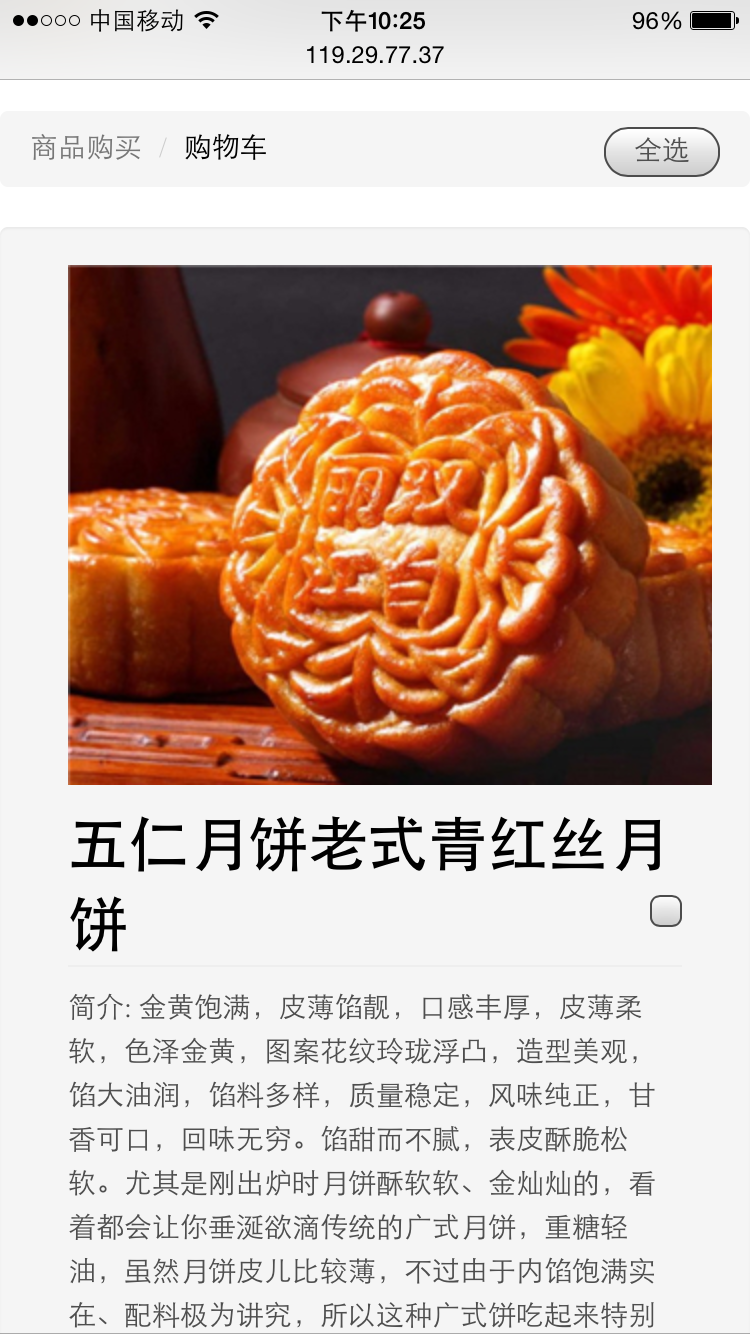 中国移动 下午10:25 96%
119.29.77.37
商品购买 / 购物车 全选
五仁月饼老式青红丝月
饼
简介: 金黄饱满，皮薄馅靓，口感丰厚，皮薄柔
软，色泽金黄，图案花纹玲珑浮凸，造型美观，
馅大油润，馅料多样，质量稳定，风味纯正，甘
香可口，回味无穷。馅甜而不腻，表皮酥脆松
软。尤其是刚出炉时月饼酥软软、金灿灿的，看
着都会让你垂涎欲滴传统的广式月饼，重糖轻
油，虽然月饼皮儿比较薄，不过由于内馅饱满实
在、配料极为讲究，所以这种广式饼吃起来特别